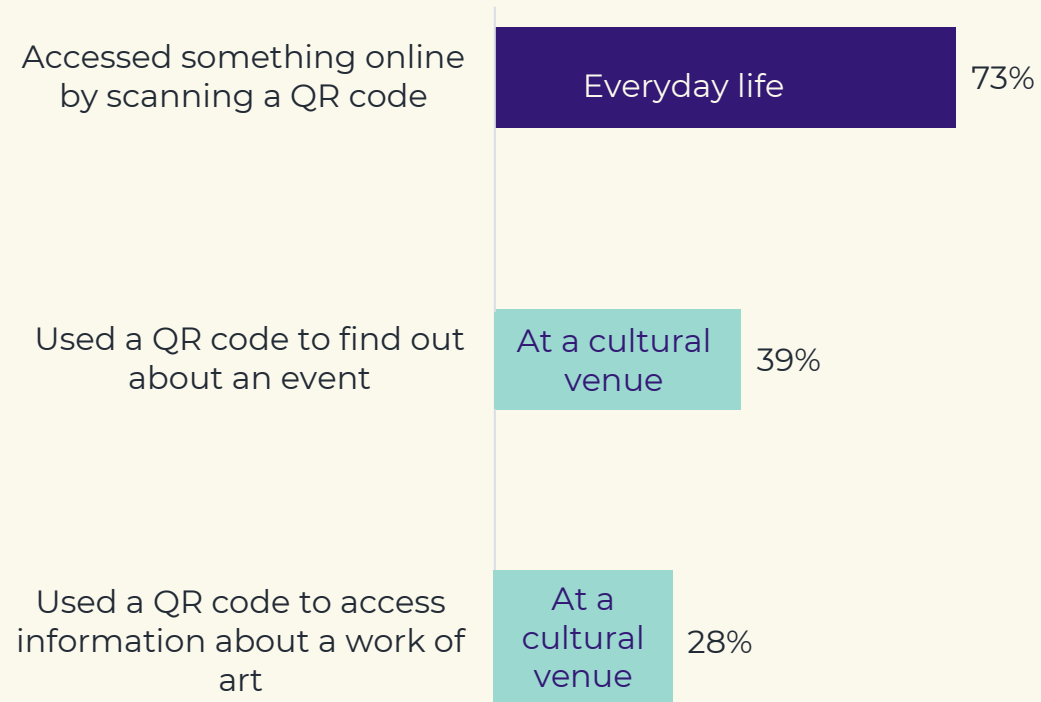 Accessed something online
by scanning a QR code
Everyday life
73%
Used a QR code to find out
about an event
At a cultural
venue
39%
Used a QR code to access
information about a work of
art
At a
cultural
venue
28%